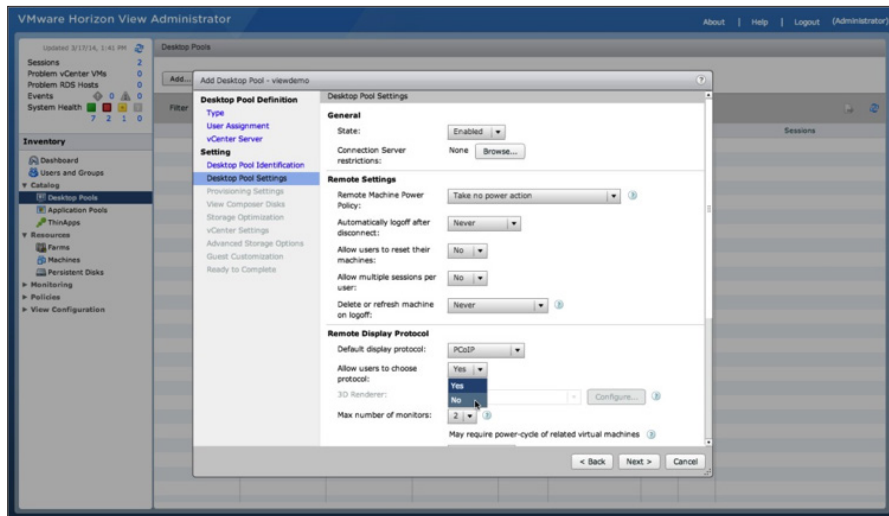 VMware Horizon View Administrator
About | Help | Logout (Administrator)
Updated 3/17/14, 1:41 PM
Sessions 2
Problem vCenter VMs 0
Problem RDS Hosts 0
Events 0 0
System Health
7 2 1 0
Inventory
Dashboard
Users and Groups
Catalog
Desktop Pools
Application Pools
ThinApps
Resources
Farms
Machines
Persistent Disks
Monitoring
Policies
View Configuration
Desktop Pools
Add...
Filter
Sessions
Add Desktop Pool - viewdemo
?
Desktop Pool Definition
Type
User Assignment
vCenter Server
Setting
Desktop Pool Identification
Desktop Pool Settings
Provisioning Settings
View Composer Disks
Storage Optimization
vCenter Settings
Advanced Storage Options
Guest Customization
Ready to Complete
Desktop Pool Settings
General
State: Enabled
Connection Server restrictions: None Browse...
Remote Settings
Remote Machine Power Policy: Take no power action
Automatically logoff after disconnect: Never
Allow users to reset their machines: No
Allow multiple sessions per user: No
Delete or refresh machine on logoff: Never
Remote Display Protocol
Default display protocol: PCoIP
Allow users to choose protocol: Yes
Yes
No
3D Renderer: Configure...
Max number of monitors: 2
May require power-cycle of related virtual machines
< Back Next > Cancel